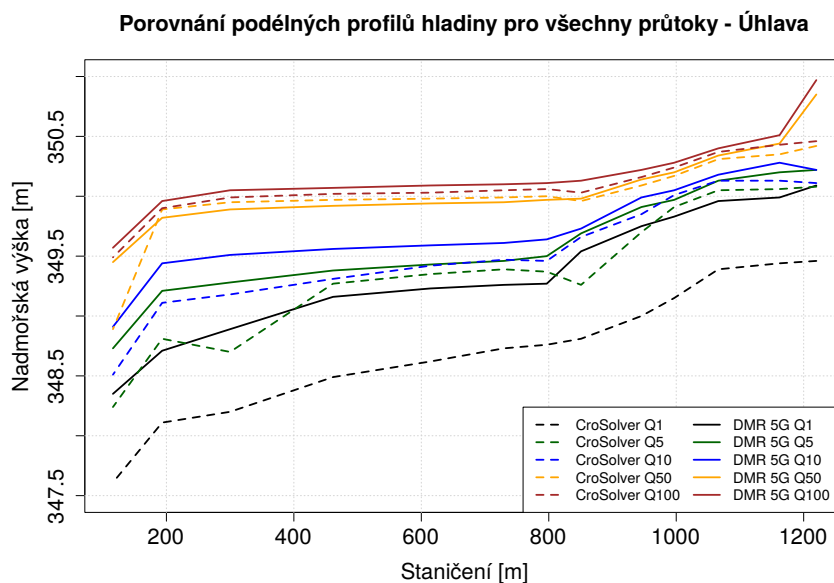 Porovnání podélných profilů hladiny pro všechny průtoky - Úhlava
Nadmořská výška [m]
350.5
349.5
348.5
347.5
CroSolver Q1 DMR 5G Q1
CroSolver Q5 DMR 5G Q5
CroSolver Q10 DMR 5G Q10
CroSolver Q50 DMR 5G Q50
CroSolver Q100 DMR 5G Q100
200 400 600 800 1000 1200
Staničení [m]